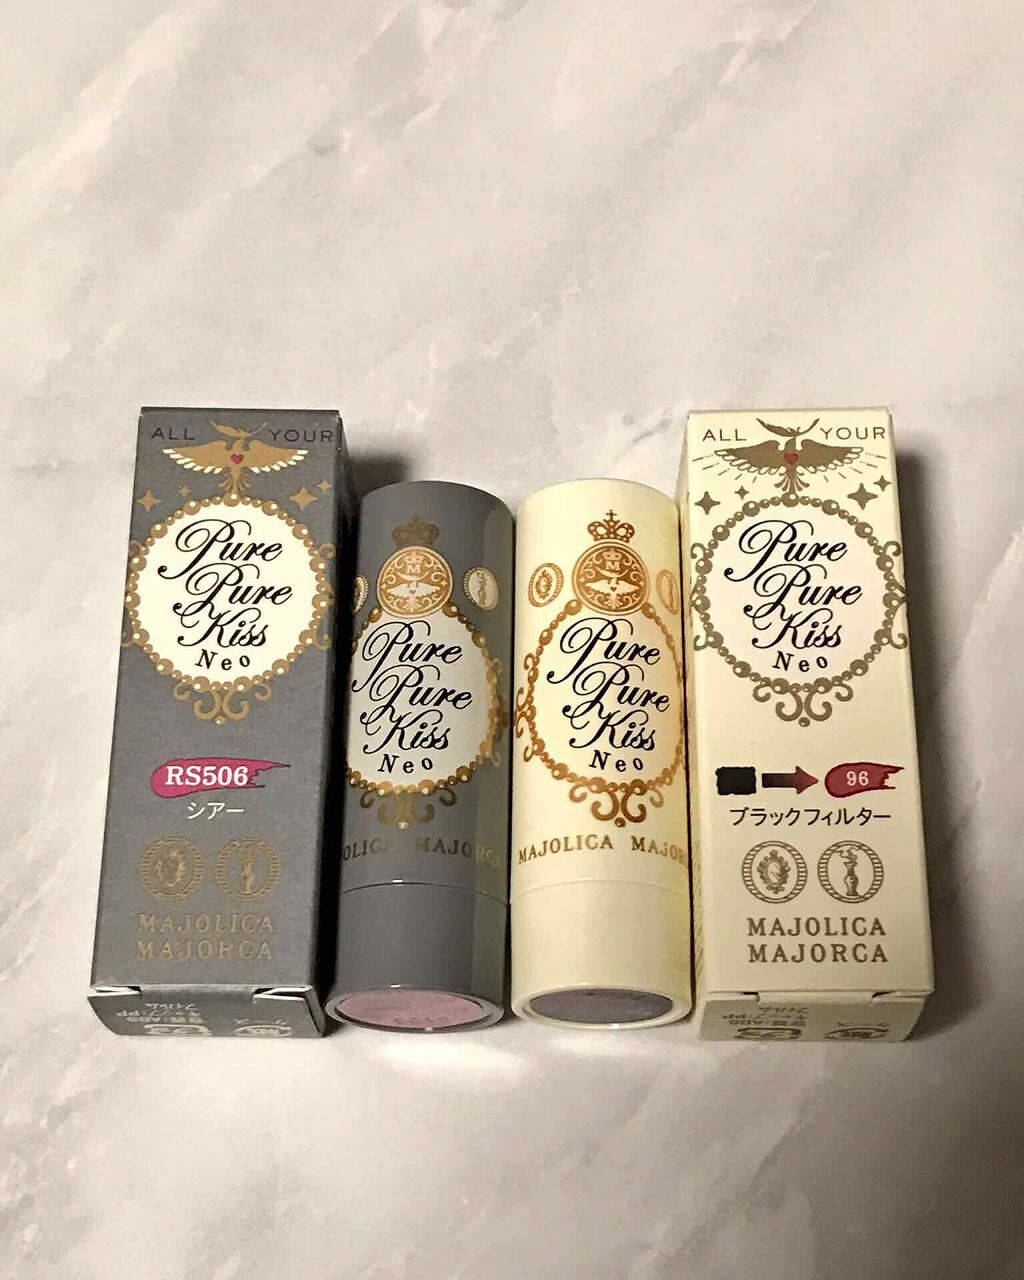 ALL YOUR
Pure
Pure
Kiss
Neo
RS506
シアー
MAJOLICA
MAJORCA
M
Pure
Pure
Kiss
Neo
MAJORCA
M
Pure
Pure
Kiss
Neo
MAJOLICA
ALL YOUR
Pure
Pure
Kiss
Neo
96
ブラックフィルター
MAJOLICA
MAJORCA